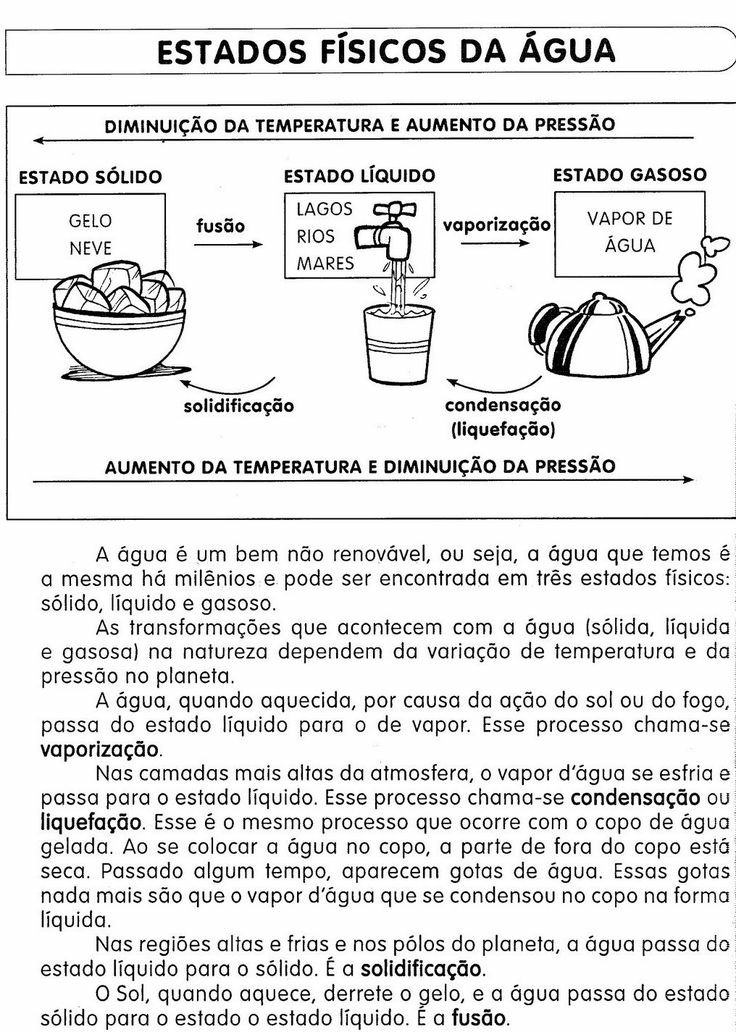 ESTADOS FÍSICOS DA ÁGUA
DIMINUIÇÃO DA TEMPERATURA E AUMENTO DA PRESSÃO
ESTADO SÓLIDO
ESTADO LÍQUIDO
ESTADO GASOSO
GELO
NEVE
fusão
LAGOS
RIOS
MARES
vaporização
VAPOR DE
ÁGUA
solidificação
condensação
(liquefação)
AUMENTO DA TEMPERATURA E DIMINUIÇÃO DA PRESSÃO
A água é um bem não renovável, ou seja, a água que temos é
a mesma há milênios e pode ser encontrada em três estados físicos:
sólido, líquido e gasoso.
As transformações que acontecem com a água (sólida, líquida
e gasosa) na natureza dependem da variação de temperatura e da
pressão no planeta.
A água, quando aquecida, por causa da ação do sol ou do fogo,
passa do estado líquido para o de vapor. Esse processo chama-se
vaporização.
Nas camadas mais altas da atmosfera, o vapor d'água se esfria e
passa para o estado líquido. Esse processo chama-se condensação ou
liquefação. Esse é o mesmo processo que ocorre com o copo de água
gelada. Ao se colocar a água no copo, a parte de fora do copo está
seca. Passado algum tempo, aparecem gotas de água. Essas gotas
nada mais são que o vapor d'água que se condensou no copo na forma
líquida.
Nas regiões altas e frias e nos pólos do planeta, a água passa do
estado líquido para o sólido. É a solidificação.
O Sol, quando aquece, derrete o gelo, e a água passa do estado
sólido para o estado o estado líquido. É a fusão.